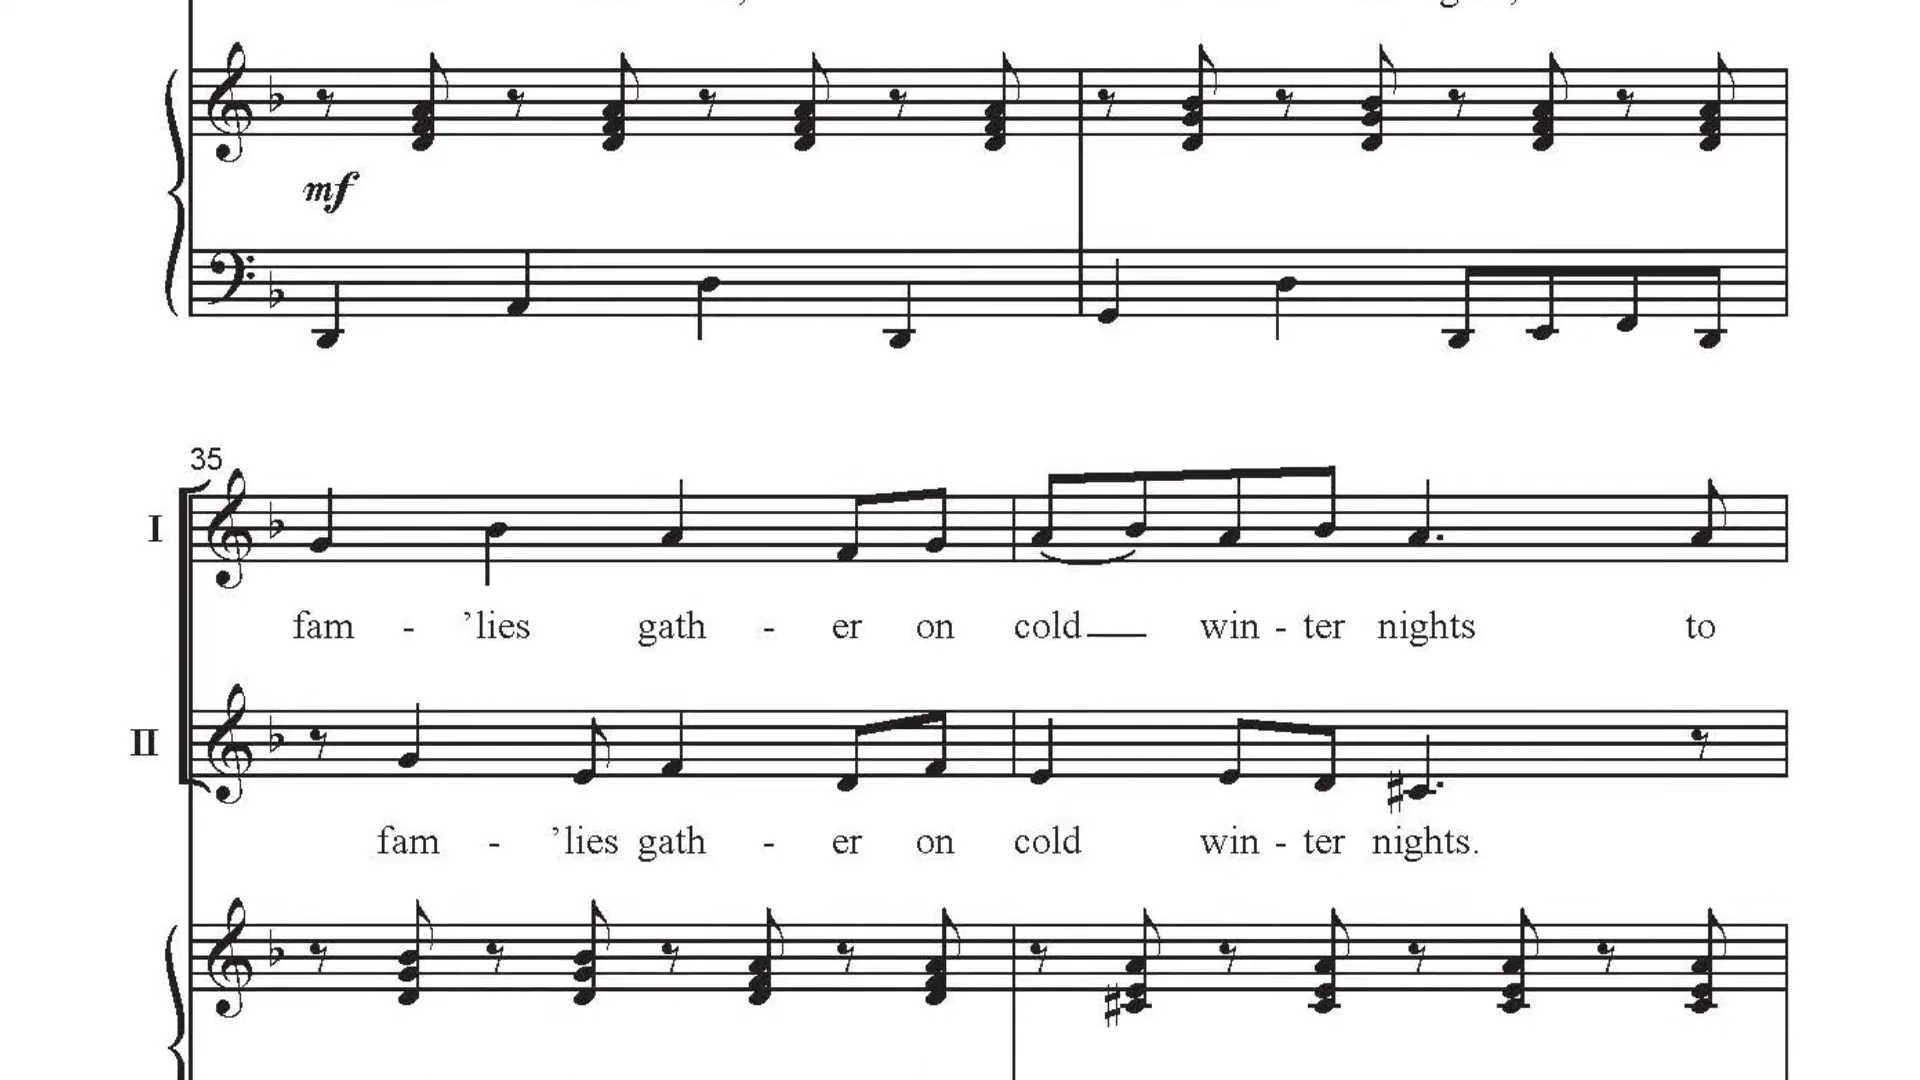 mf
35
I
fam - ’lies gath - er on cold win - ter nights to
II
fam - ’lies gath - er on cold win - ter nights.